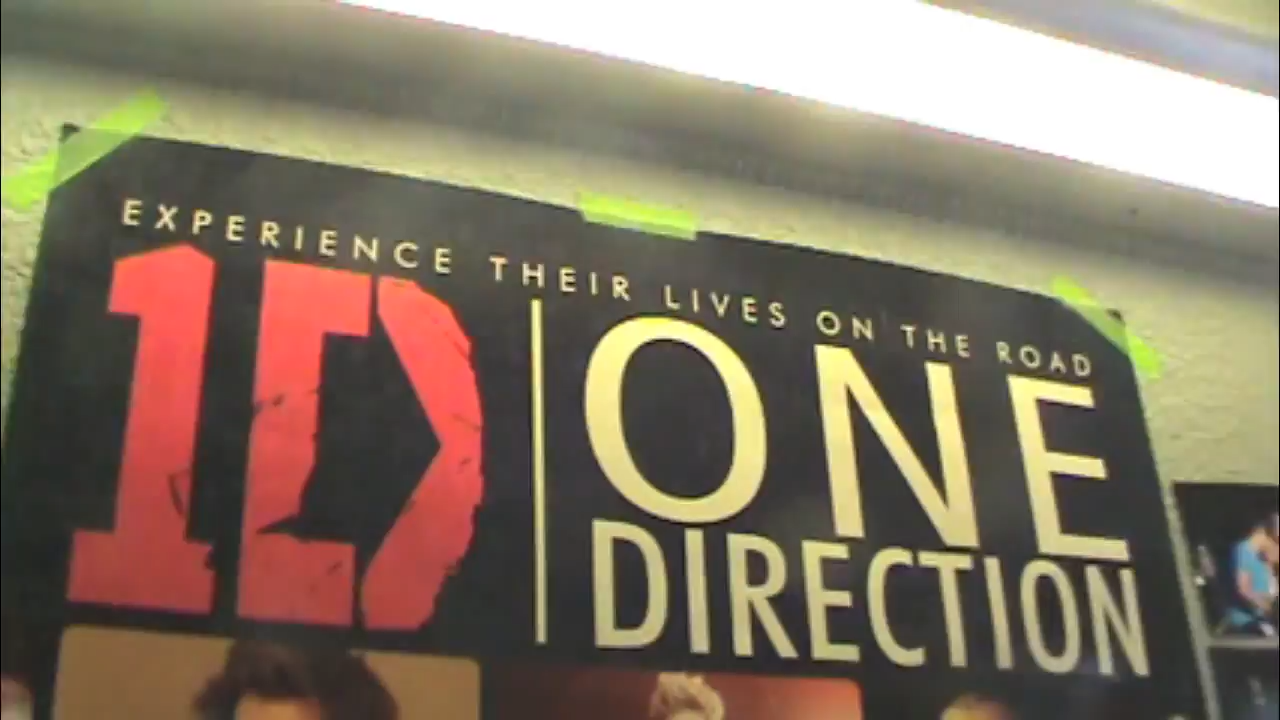 EXPERIENCE THEIR LIVES ON THE ROAD
1D
ONE
DIRECTION